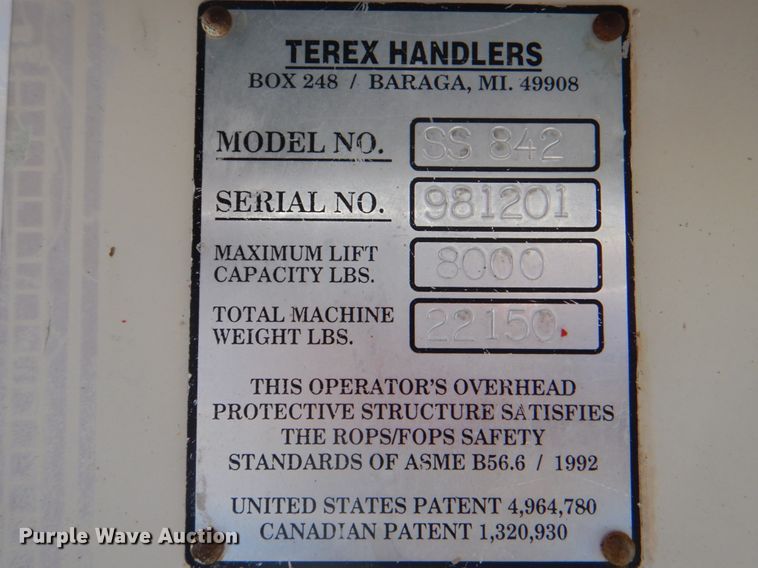 TEREX HANDLERS
BOX 248 / BARAGA, MI. 49908
MODEL NO. SS 842
SERIAL NO. 981201
MAXIMUM LIFT
CAPACITY LBS. 8000
TOTAL MACHINE
WEIGHT LBS. 22150
THIS OPERATOR'S OVERHEAD
PROTECTIVE STRUCTURE SATISFIES
THE ROPS/FOPS SAFETY
STANDARDS OF ASME B56.6 / 1992
UNITED STATES PATENT 4,964,780
CANADIAN PATENT 1,320,930
Purple Wave Auction